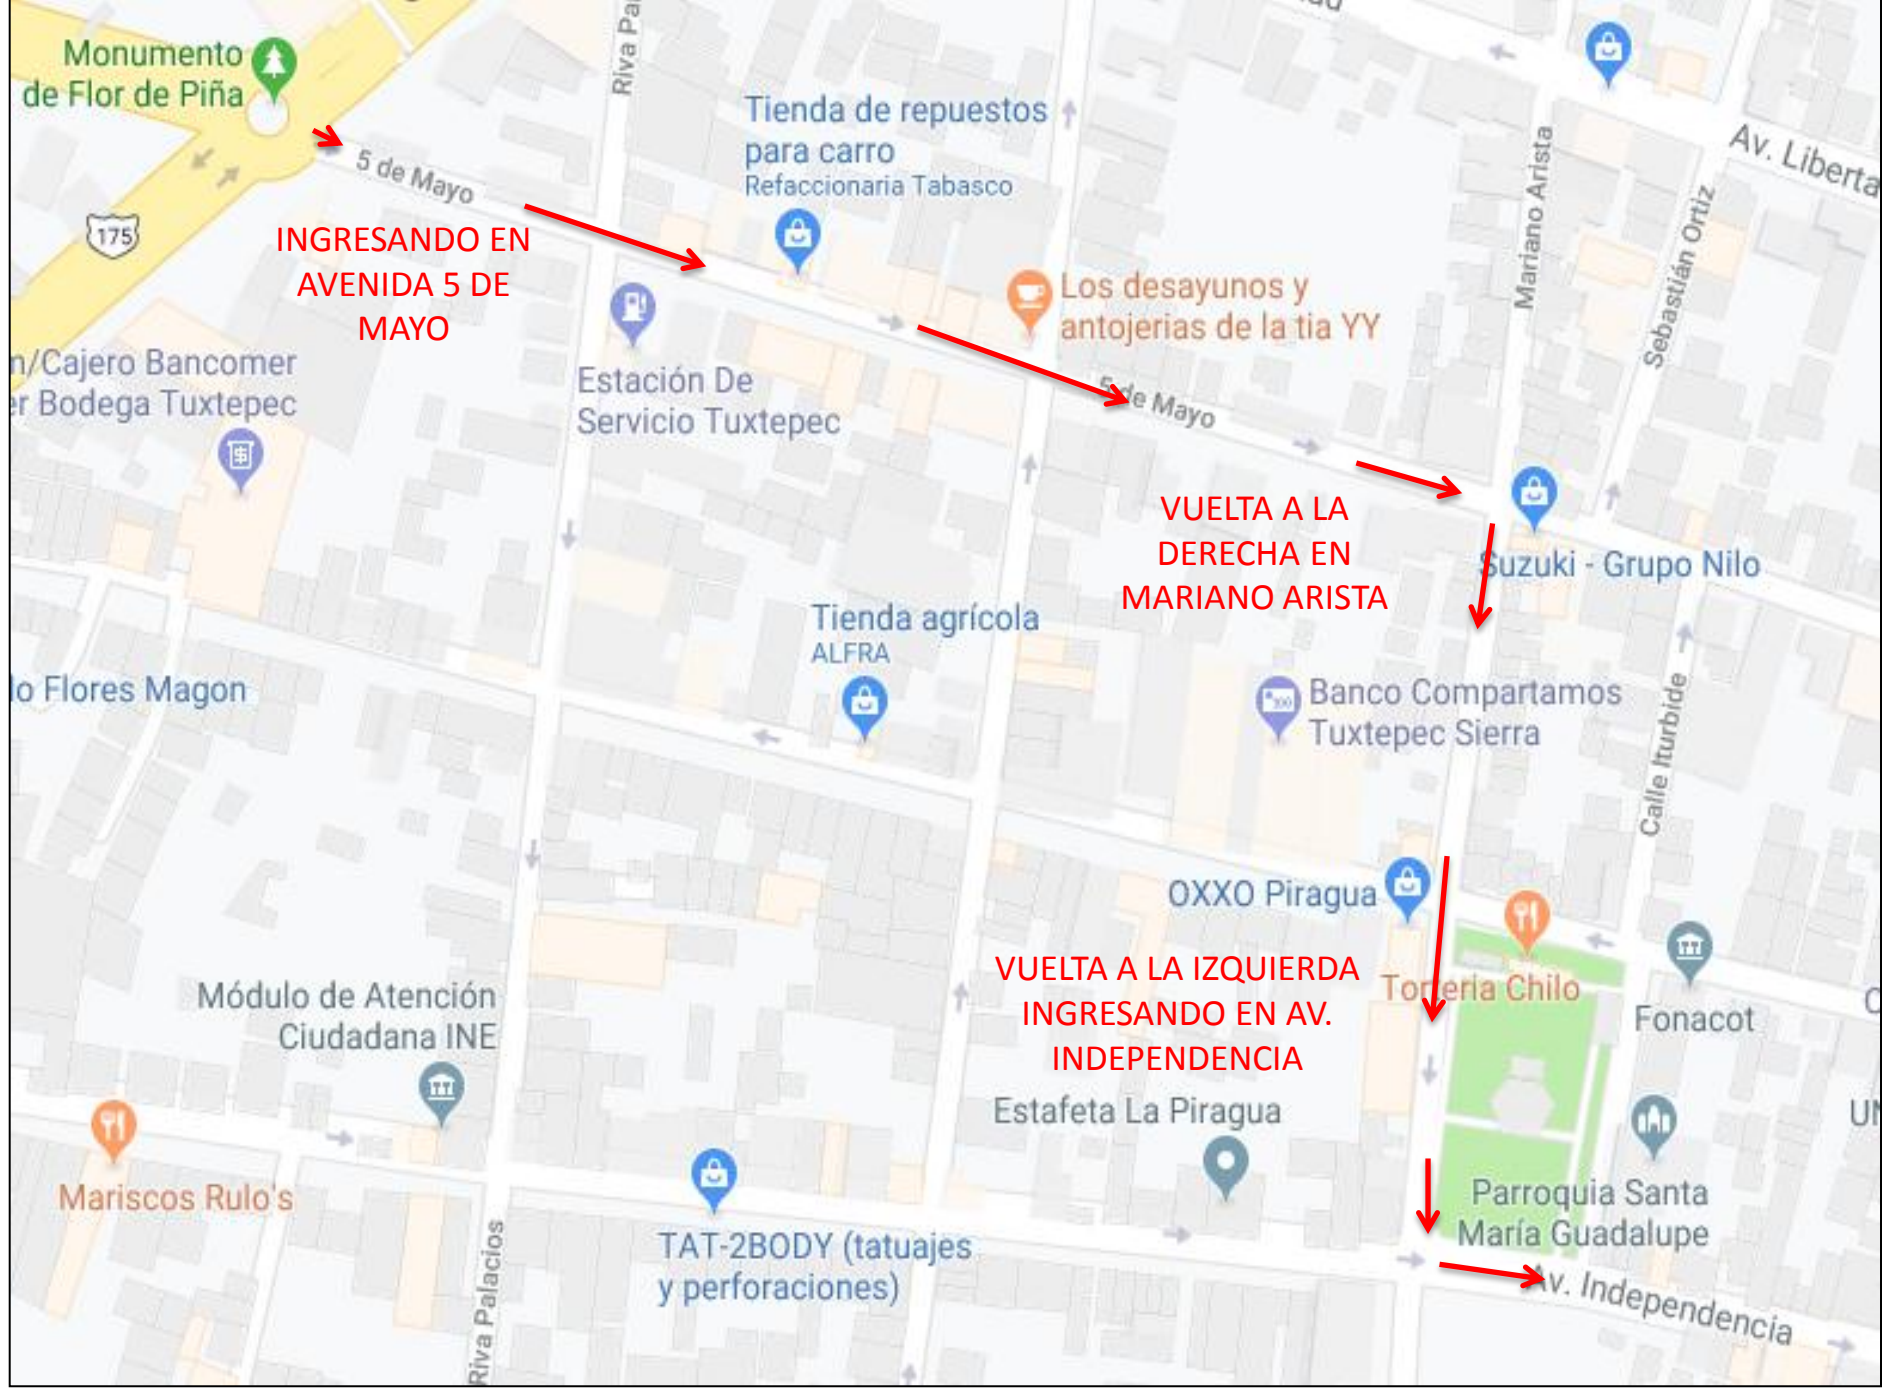 Monumento
de Flor de Piña
175
5 de Mayo
INGRESANDO EN
AVENIDA 5 DE
MAYO
Tienda de repuestos
para carro
Refaccionaria Tabasco
Av. Liberta
Mariano Arista
Sebastián Ortiz
Los desayunos y
antojerias de la tia YY
n/Cajero Bancomer
er Bodega Tuxtepec
Estación De
Servicio Tuxtepec
5 de Mayo
VUELTA A LA
DERECHA EN
MARIANO ARISTA
Suzuki - Grupo Nilo
Tienda agrícola
ALFRA
lo Flores Magon
Banco Compartamos
Tuxtepec Sierra
Calle Iturbide
OXXO Piragua
VUELTA A LA IZQUIERDA
INGRESANDO EN AV.
INDEPENDENCIA
Chilo
Fonacot
Módulo de Atención
Ciudadana INE
Estafeta La Piragua
Mariscos Rulo's
TAT-2BODY (tatuajes
y perforaciones)
Parroquia Santa
María Guadalupe
Av. Independencia
Riva Palacios